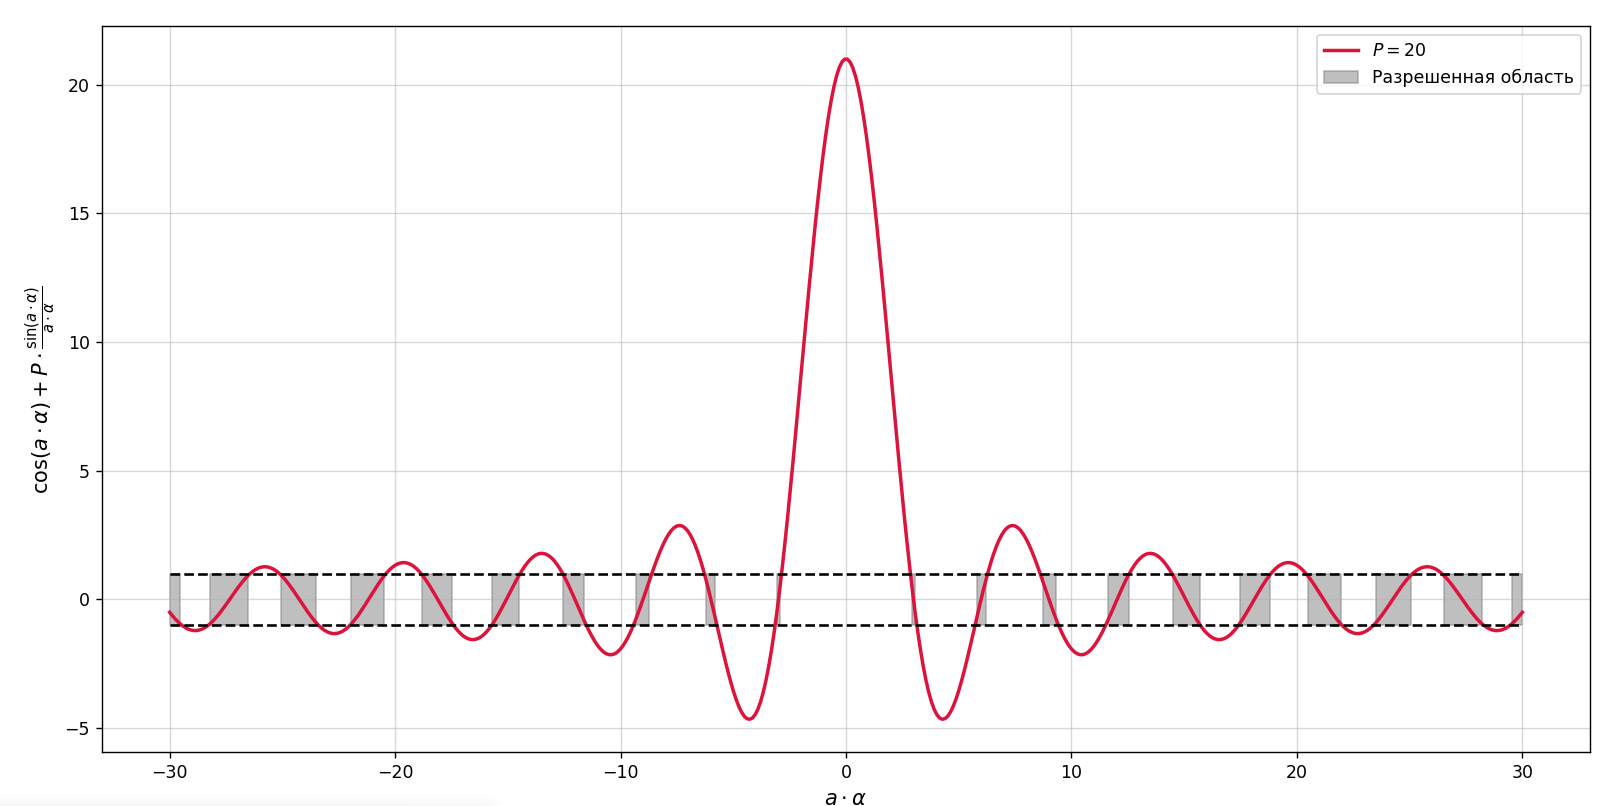 P = 20
Разрешенная область
20
15
10
5
0
−5
cos(a · α) + P · sin(a · α) / a · α
−30 −20 −10 0 10 20 30
a · α